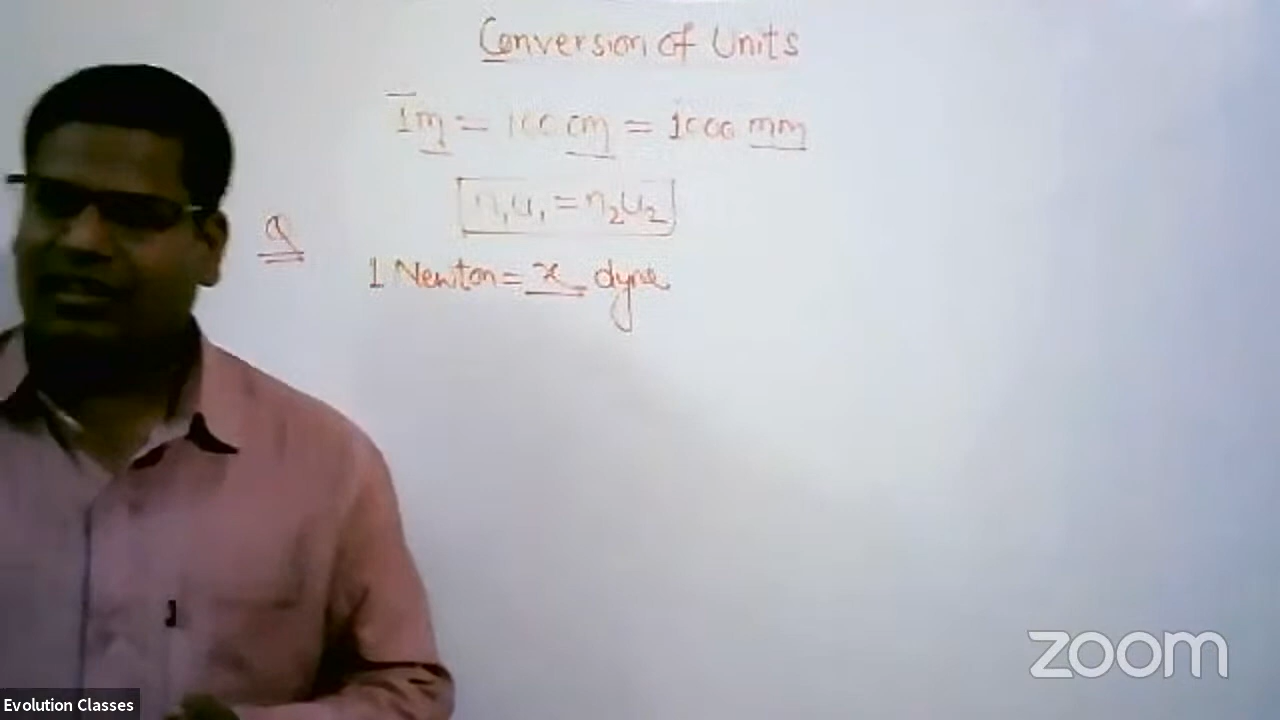 Conversion of Units
1m = 100 cm = 1000 mm
n₁u₁ = n₂u₂
Q
1 Newton = x dyne
zoom
Evolution Classes